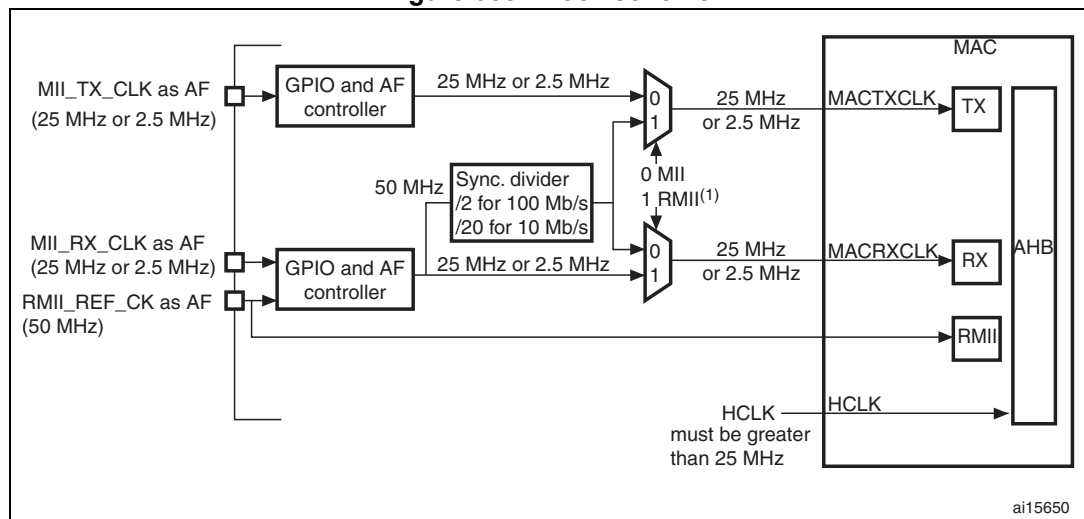 MAC
MII_TX_CLK as AF
(25 MHz or 2.5 MHz)
GPIO and AF
controller
25 MHz or 2.5 MHz
0
1
25 MHz
or 2.5 MHz
MACTXCLK
TX
50 MHz
Sync. divider
/2 for 100 Mb/s
/20 for 10 Mb/s
0 MII
1 RMII(1)
MII_RX_CLK as AF
(25 MHz or 2.5 MHz)
RMII_REF_CK as AF
(50 MHz)
GPIO and AF
controller
25 MHz or 2.5 MHz
0
1
25 MHz
or 2.5 MHz
MACRXCLK
RX
AHB
RMII
HCLK
must be greater
than 25 MHz
HCLK
ai15650